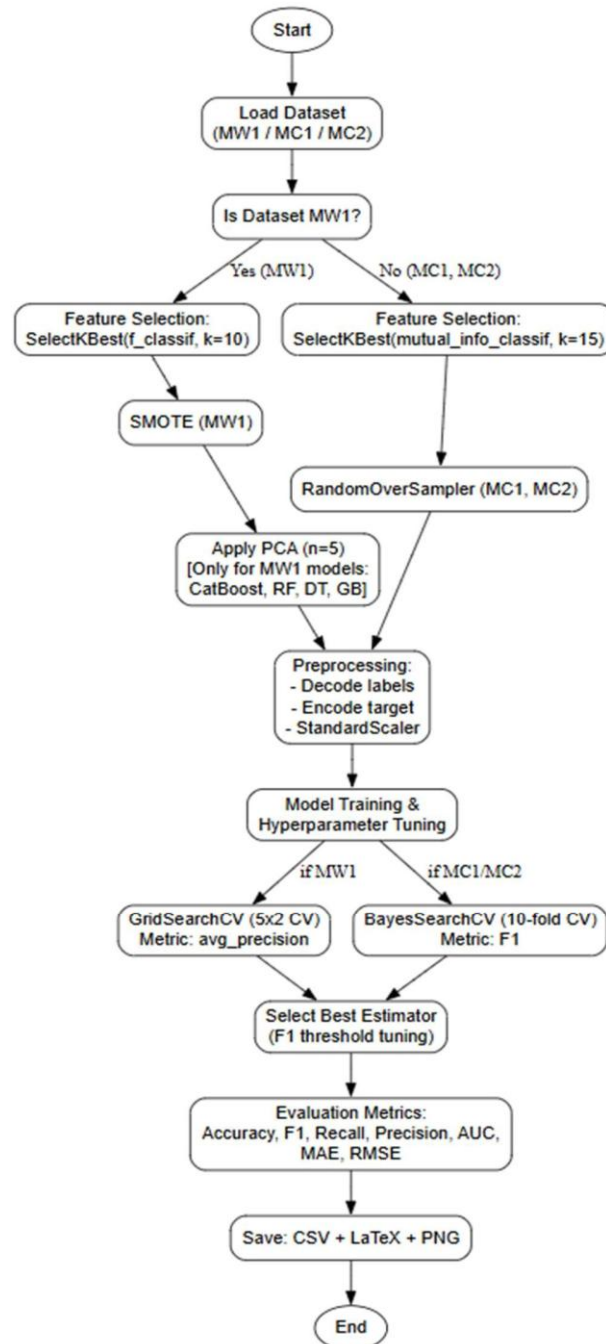 Start
Load Dataset
(MW1 / MC1 / MC2)
Is Dataset MW1?
Yes (MW1)
No (MC1, MC2)
Feature Selection:
SelectKBest(f_classif, k=10)
Feature Selection:
SelectKBest(mutual_info_classif, k=15)
SMOTE (MW1)
RandomOverSampler (MC1, MC2)
Apply PCA (n=5)
[Only for MW1 models:
CatBoost, RF, DT, GB]
Preprocessing:
- Decode labels
- Encode target
- StandardScaler
Model Training &
Hyperparameter Tuning
if MW1
if MC1/MC2
GridSearchCV (5x2 CV)
Metric: avg_precision
BayesSearchCV (10-fold CV)
Metric: F1
Select Best Estimator
(F1 threshold tuning)
Evaluation Metrics:
Accuracy, F1, Recall, Precision, AUC,
MAE, RMSE
Save: CSV + LaTeX + PNG
End